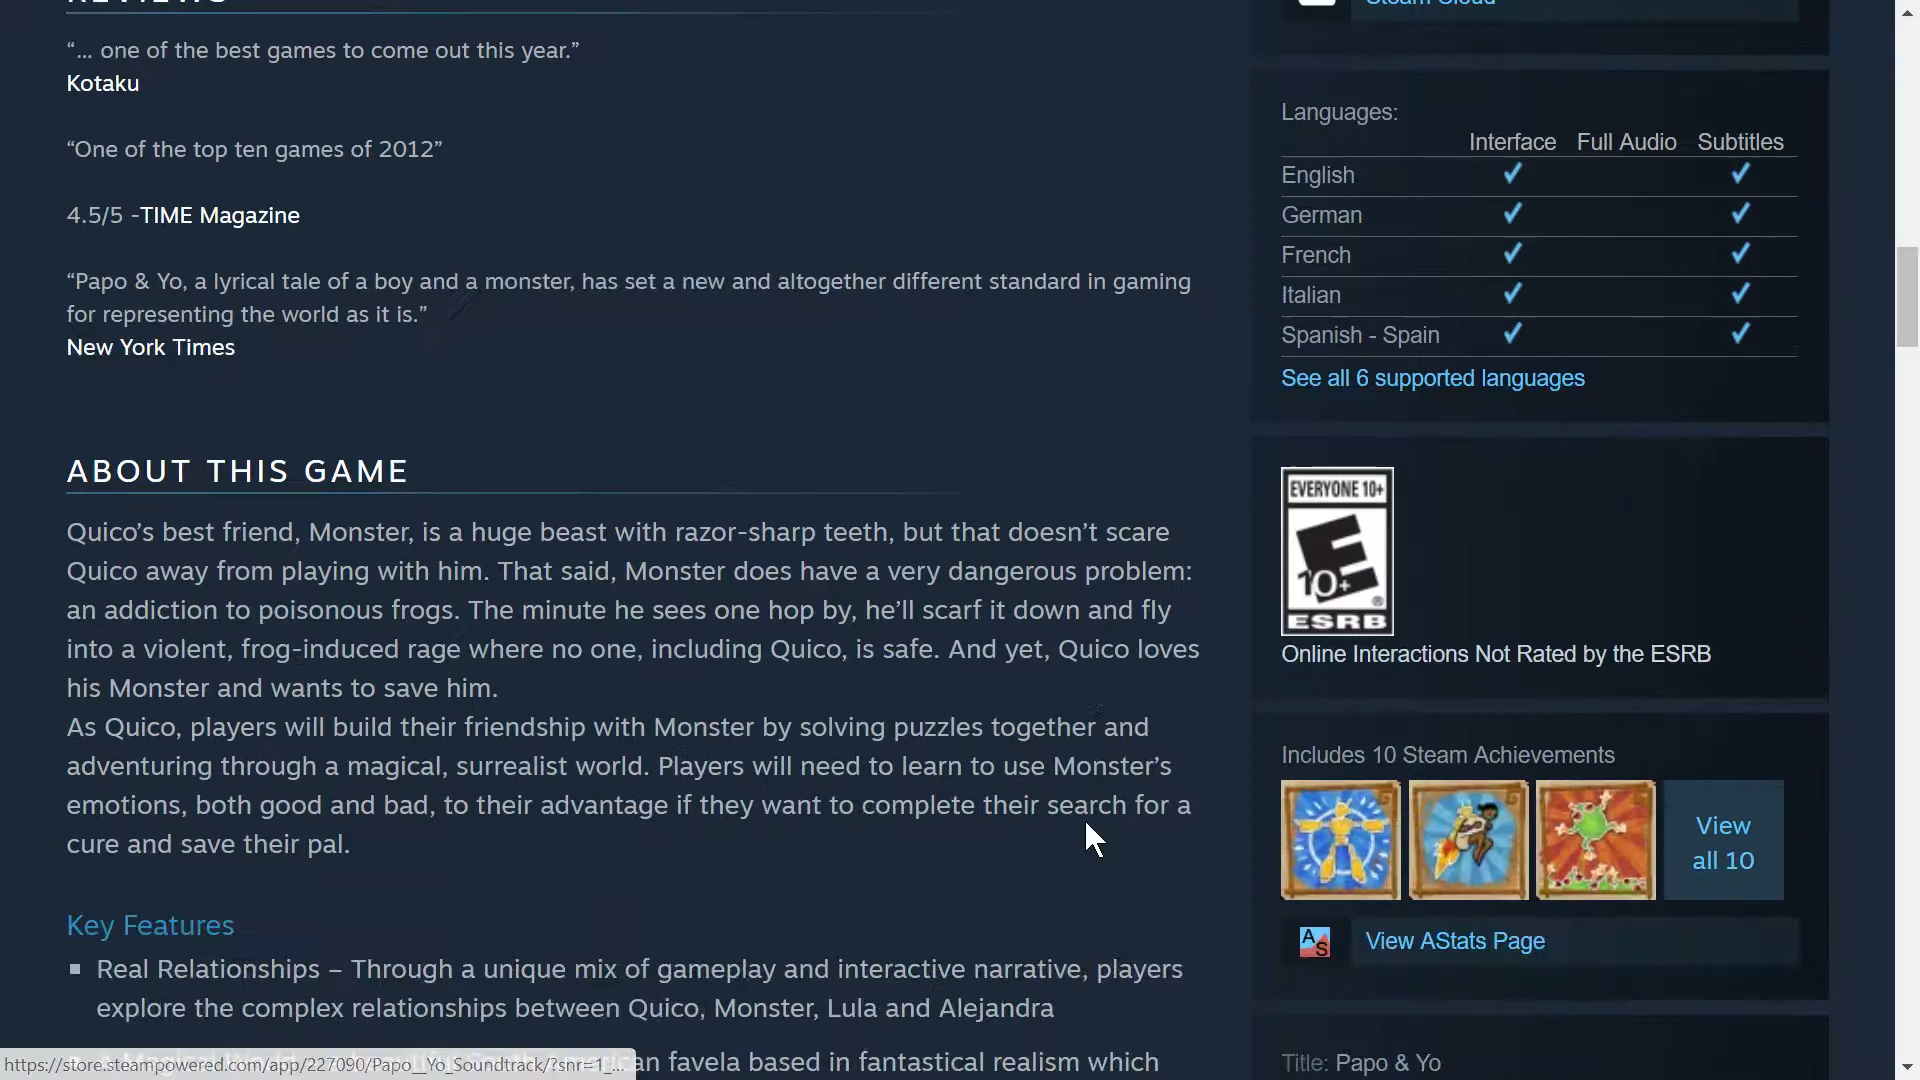 REVIEWS
“... one of the best games to come out this year.”
Kotaku
“One of the top ten games of 2012”
4.5/5 -TIME Magazine
“Papo & Yo, a lyrical tale of a boy and a monster, has set a new and altogether different standard in gaming
for representing the world as it is.”
New York Times
ABOUT THIS GAME
Quico’s best friend, Monster, is a huge beast with razor-sharp teeth, but that doesn’t scare
Quico away from playing with him. That said, Monster does have a very dangerous problem:
an addiction to poisonous frogs. The minute he sees one hop by, he’ll scarf it down and fly
into a violent, frog-induced rage where no one, including Quico, is safe. And yet, Quico loves
his Monster and wants to save him.
As Quico, players will build their friendship with Monster by solving puzzles together and
adventuring through a magical, surrealist world. Players will need to learn to use Monster’s
emotions, both good and bad, to their advantage if they want to complete their search for a
cure and save their pal.
Key Features
Real Relationships – Through a unique mix of gameplay and interactive narrative, players
explore the complex relationships between Quico, Monster, Lula and Alejandra
an favela based in fantastical realism which
https://store.steampowered.com/app/227090/Papo__Yo_Soundtrack/?snr=1_...
Steam Cloud
Languages:
Interface Full Audio Subtitles
English ✓ ✓
German ✓ ✓
French ✓ ✓
Italian ✓ ✓
Spanish - Spain ✓ ✓
See all 6 supported languages
EVERYONE 10+
E
10+
®
ESRB
Online Interactions Not Rated by the ESRB
Includes 10 Steam Achievements
View
all 10
AS
View AStats Page
Title: Papo & Yo